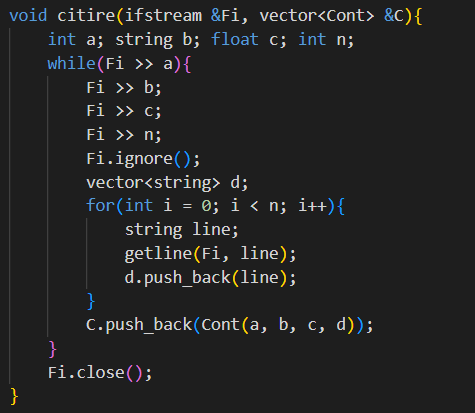 void citire(ifstream &Fi, vector<Cont> &C){
    int a; string b; float c; int n;
    while(Fi >> a){
        Fi >> b;
        Fi >> c;
        Fi >> n;
        Fi.ignore();
        vector<string> d;
        for(int i = 0; i < n; i++){
            string line;
            getline(Fi, line);
            d.push_back(line);
        }
        C.push_back(Cont(a, b, c, d));
    }
    Fi.close();
}